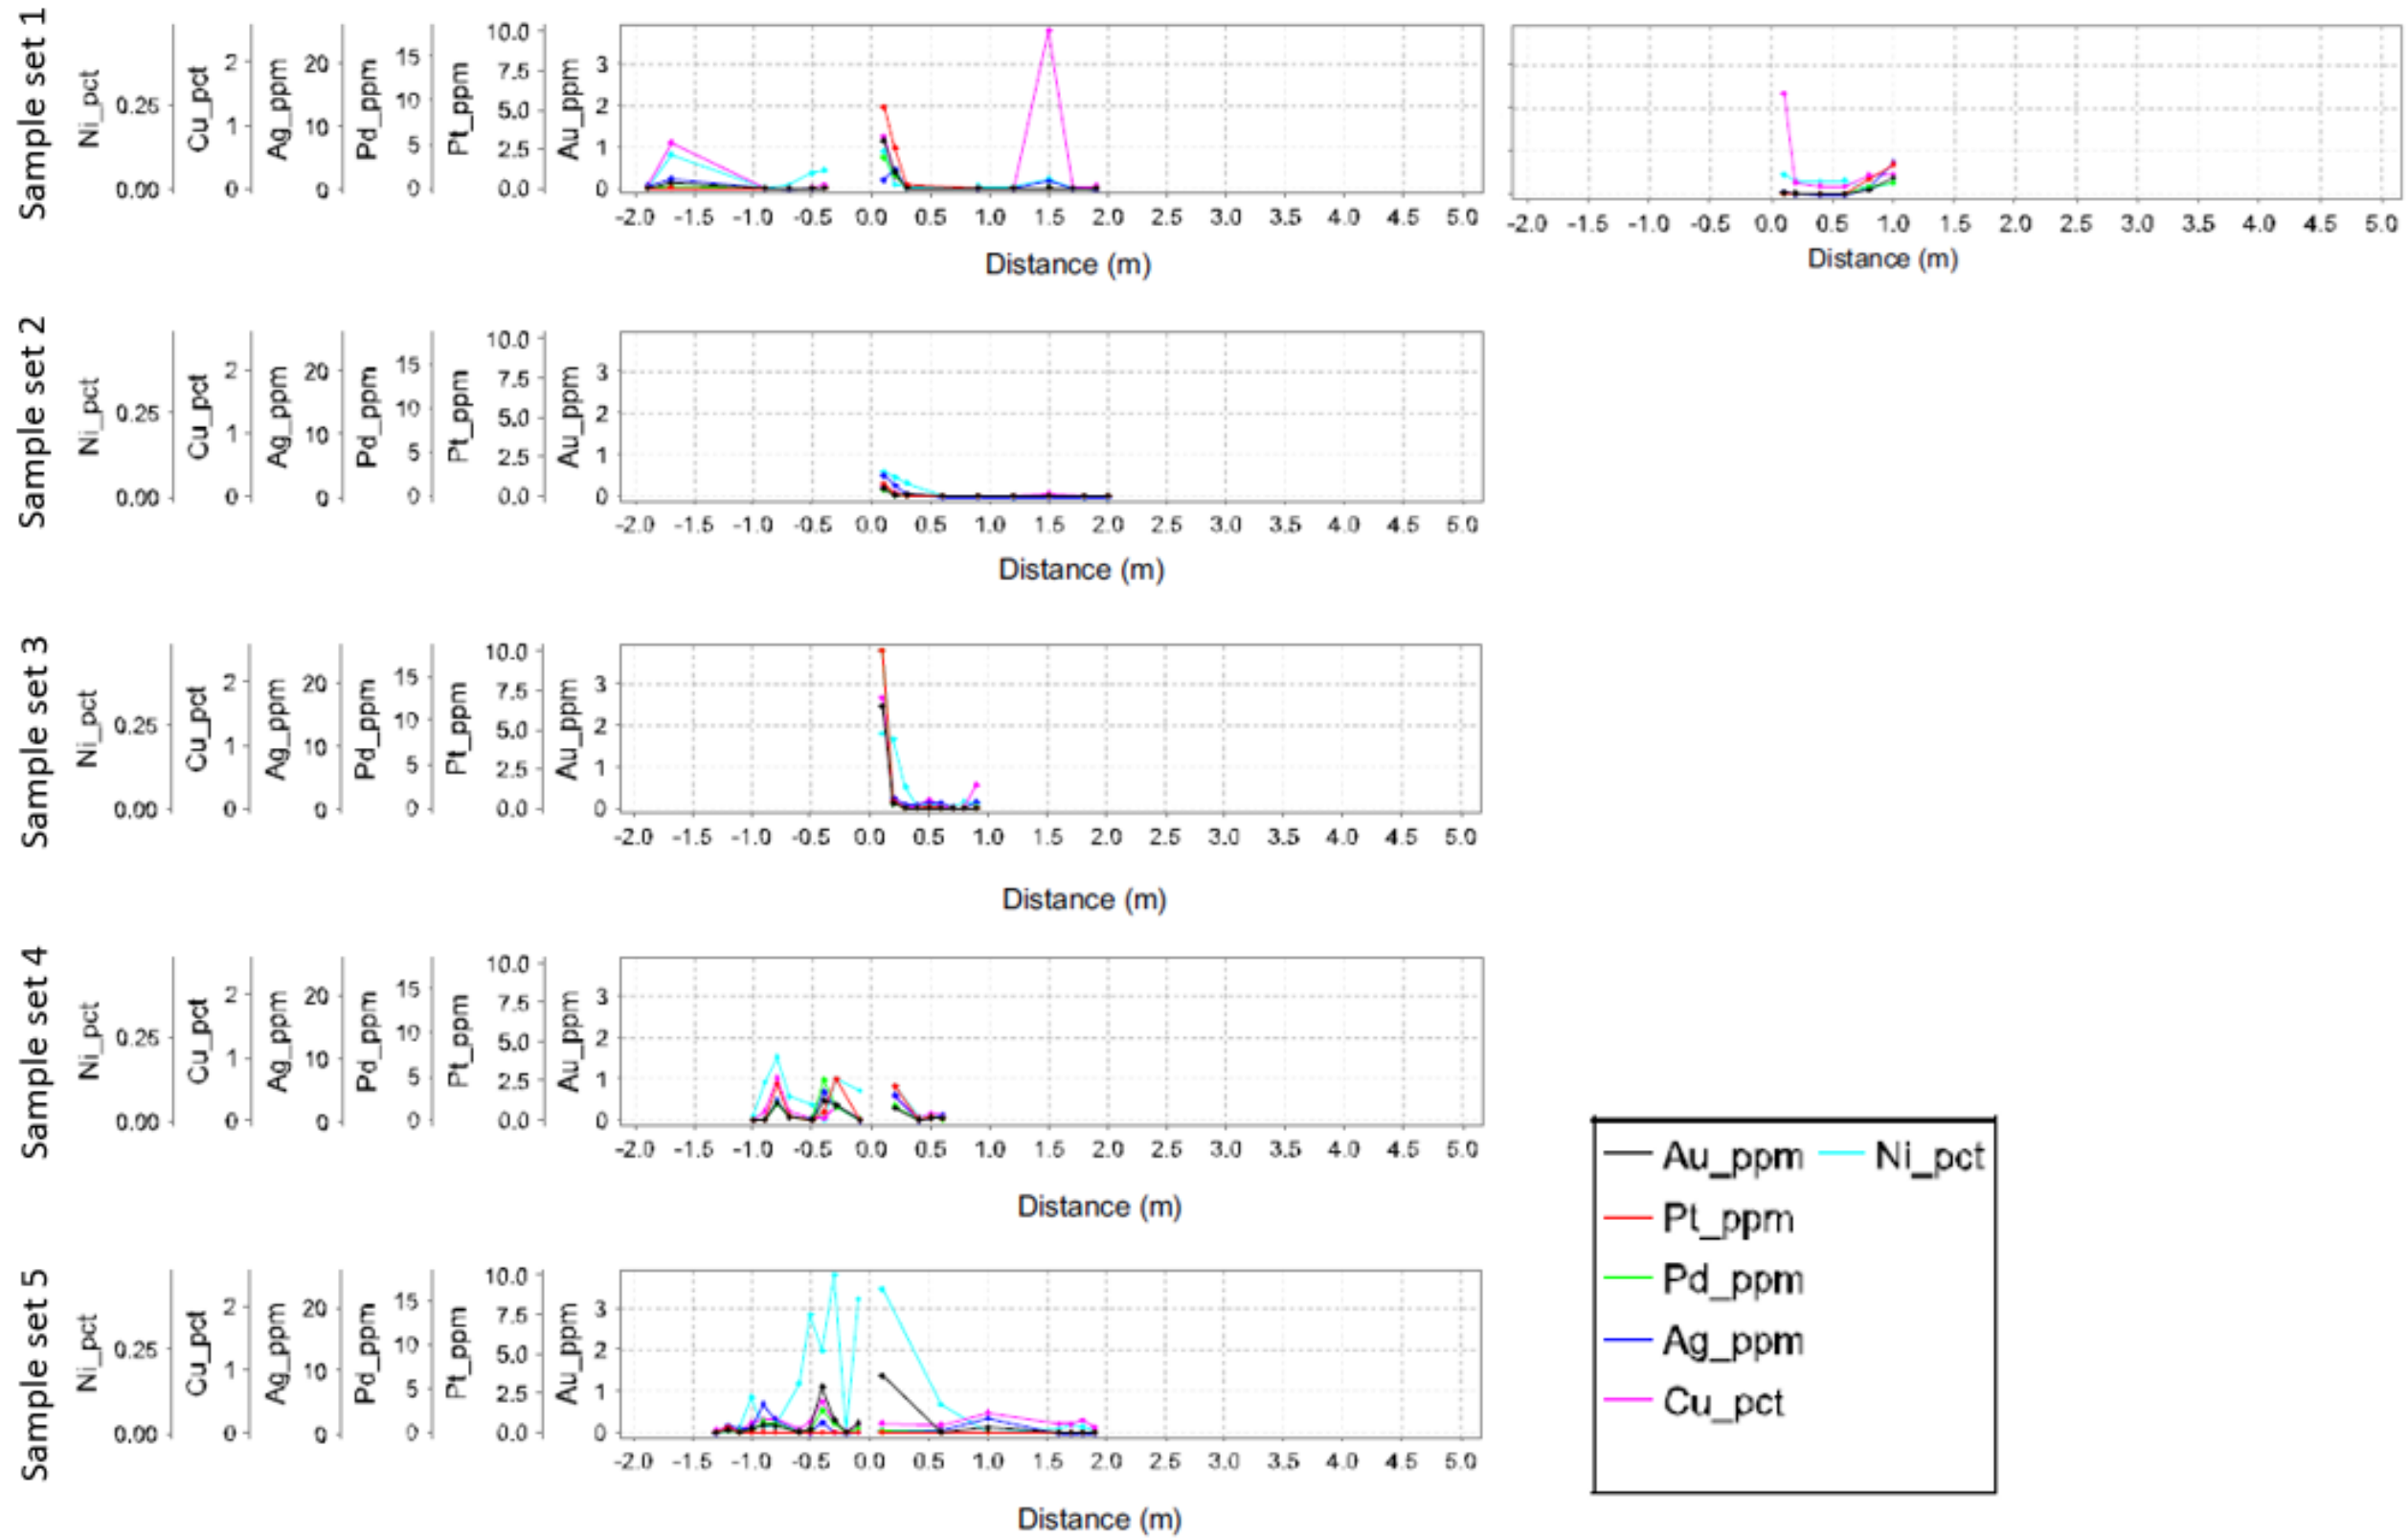 Sample set 1
Ni_pct 0.25 0.00
Cu_pct 2 1 0
Ag_ppm 20 10 0
Pd_ppm 15 10 5 0
Pt_ppm 10.0 7.5 5.0 2.5 0.0
Au_ppm 3 2 1 0
-2.0 -1.5 -1.0 -0.5 0.0 0.5 1.0 1.5 2.0 2.5 3.0 3.5 4.0 4.5 5.0
Distance (m)
-2.0 -1.5 -1.0 -0.5 0.0 0.5 1.0 1.5 2.0 2.5 3.0 3.5 4.0 4.5 5.0
Distance (m)
Sample set 2
Ni_pct 0.25 0.00
Cu_pct 2 1 0
Ag_ppm 20 10 0
Pd_ppm 15 10 5 0
Pt_ppm 10.0 7.5 5.0 2.5 0.0
Au_ppm 3 2 1 0
-2.0 -1.5 -1.0 -0.5 0.0 0.5 1.0 1.5 2.0 2.5 3.0 3.5 4.0 4.5 5.0
Distance (m)
Sample set 3
Ni_pct 0.25 0.00
Cu_pct 2 1 0
Ag_ppm 20 10 0
Pd_ppm 15 10 5 0
Pt_ppm 10.0 7.5 5.0 2.5 0.0
Au_ppm 3 2 1 0
-2.0 -1.5 -1.0 -0.5 0.0 0.5 1.0 1.5 2.0 2.5 3.0 3.5 4.0 4.5 5.0
Distance (m)
Sample set 4
Ni_pct 0.25 0.00
Cu_pct 2 1 0
Ag_ppm 20 10 0
Pd_ppm 15 10 5 0
Pt_ppm 10.0 7.5 5.0 2.5 0.0
Au_ppm 3 2 1 0
-2.0 -1.5 -1.0 -0.5 0.0 0.5 1.0 1.5 2.0 2.5 3.0 3.5 4.0 4.5 5.0
Distance (m)
Sample set 5
Ni_pct 0.25 0.00
Cu_pct 2 1 0
Ag_ppm 20 10 0
Pd_ppm 15 10 5 0
Pt_ppm 10.0 7.5 5.0 2.5 0.0
Au_ppm 3 2 1 0
-2.0 -1.5 -1.0 -0.5 0.0 0.5 1.0 1.5 2.0 2.5 3.0 3.5 4.0 4.5 5.0
Distance (m)
Au_ppm Ni_pct
Pt_ppm
Pd_ppm
Ag_ppm
Cu_pct